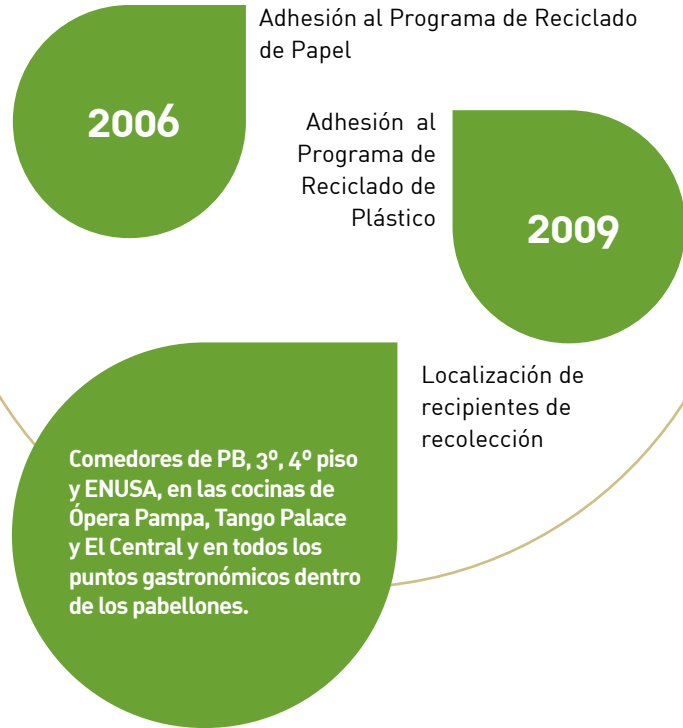 Adhesión al Programa de Reciclado
de Papel
2006
Adhesión al
Programa de
Reciclado de
Plástico
2009
Localización de
recipientes de
recolección
Comedores de PB, 3º, 4º piso
y ENUSA, en las cocinas de
Ópera Pampa, Tango Palace
y El Central y en todos los
puntos gastronómicos dentro
de los pabellones.